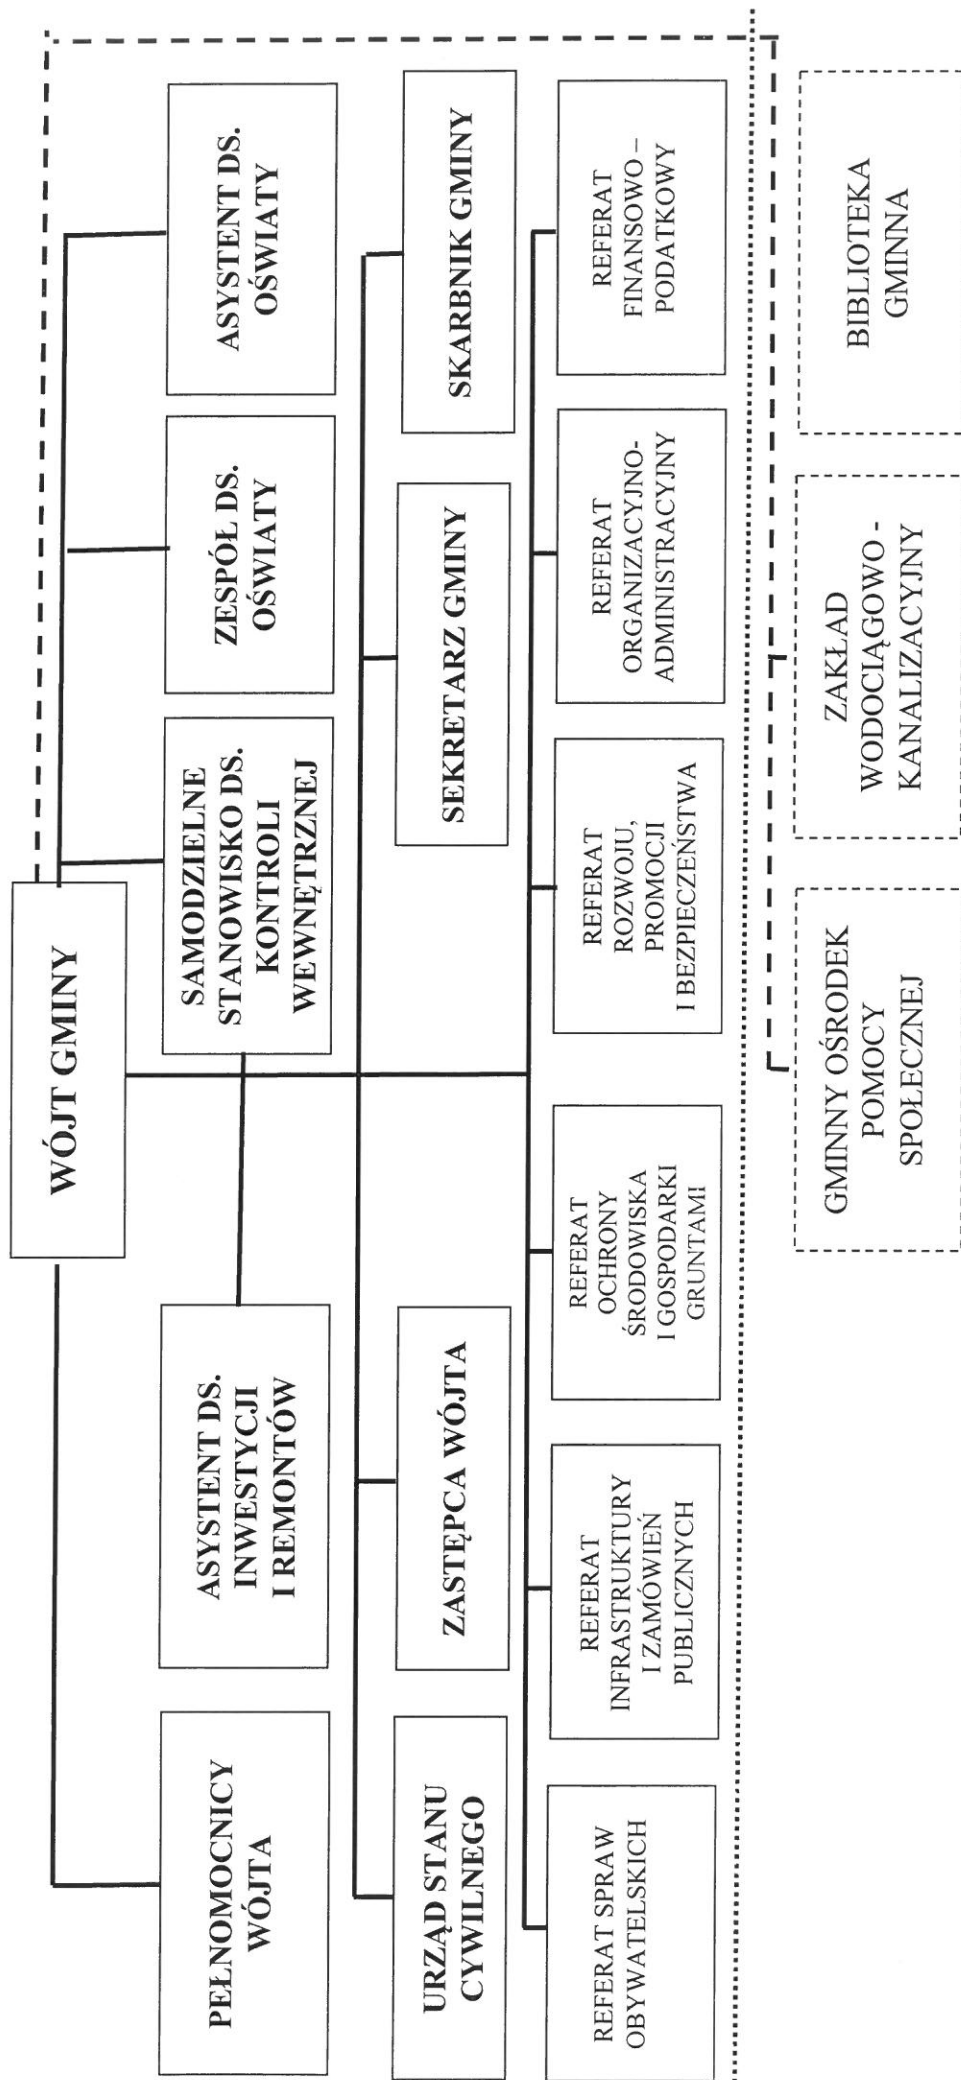 WÓJT GMINY
PEŁNOMOCNICY
WÓJTA
ASYSTENT DS.
INWESTYCJI
I REMONTÓW
SAMODZIELNE
STANOWISKO DS.
KONTROLI
WEWNĘTRZNEJ
ZESPÓŁ DS.
OŚWIATY
ASYSTENT DS.
OŚWIATY
URZĄD STANU
CYWILNEGO
ZASTĘPCA WÓJTA
SEKRETARZ GMINY
SKARBNIK GMINY
REFERAT SPRAW
OBYWATELSKICH
REFERAT
INFRASTRUKTURY
I ZAMÓWIEŃ
PUBLICZNYCH
REFERAT
OCHRONY
ŚRODOWISKA
I GOSPODARKI
GRUNTAMI
REFERAT
ROZWOJU,
PROMOCJI
I BEZPIECZEŃSTWA
REFERAT
ORGANIZACYJNO-
ADMINISTRACYJNY
REFERAT
FINANSOWO –
PODATKOWY
GMINNY OŚRODEK
POMOCY
SPOŁECZNEJ
ZAKŁAD
WODOCIĄGOWO -
KANALIZACYJNY
BIBLIOTEKA
GMINNA